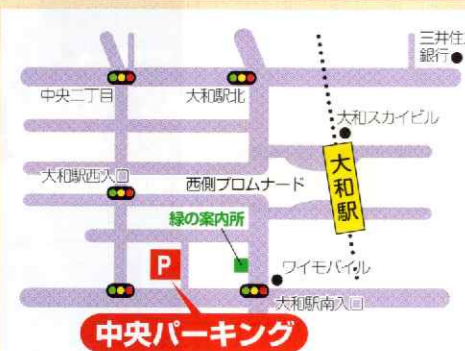 三井住
銀行
中央二丁目
大和駅北
大和スカイビル
大和駅西入口
西側プロムナード
大和駅
緑の案内所
P
ワイモバイル
大和駅南入口
中央パーキング